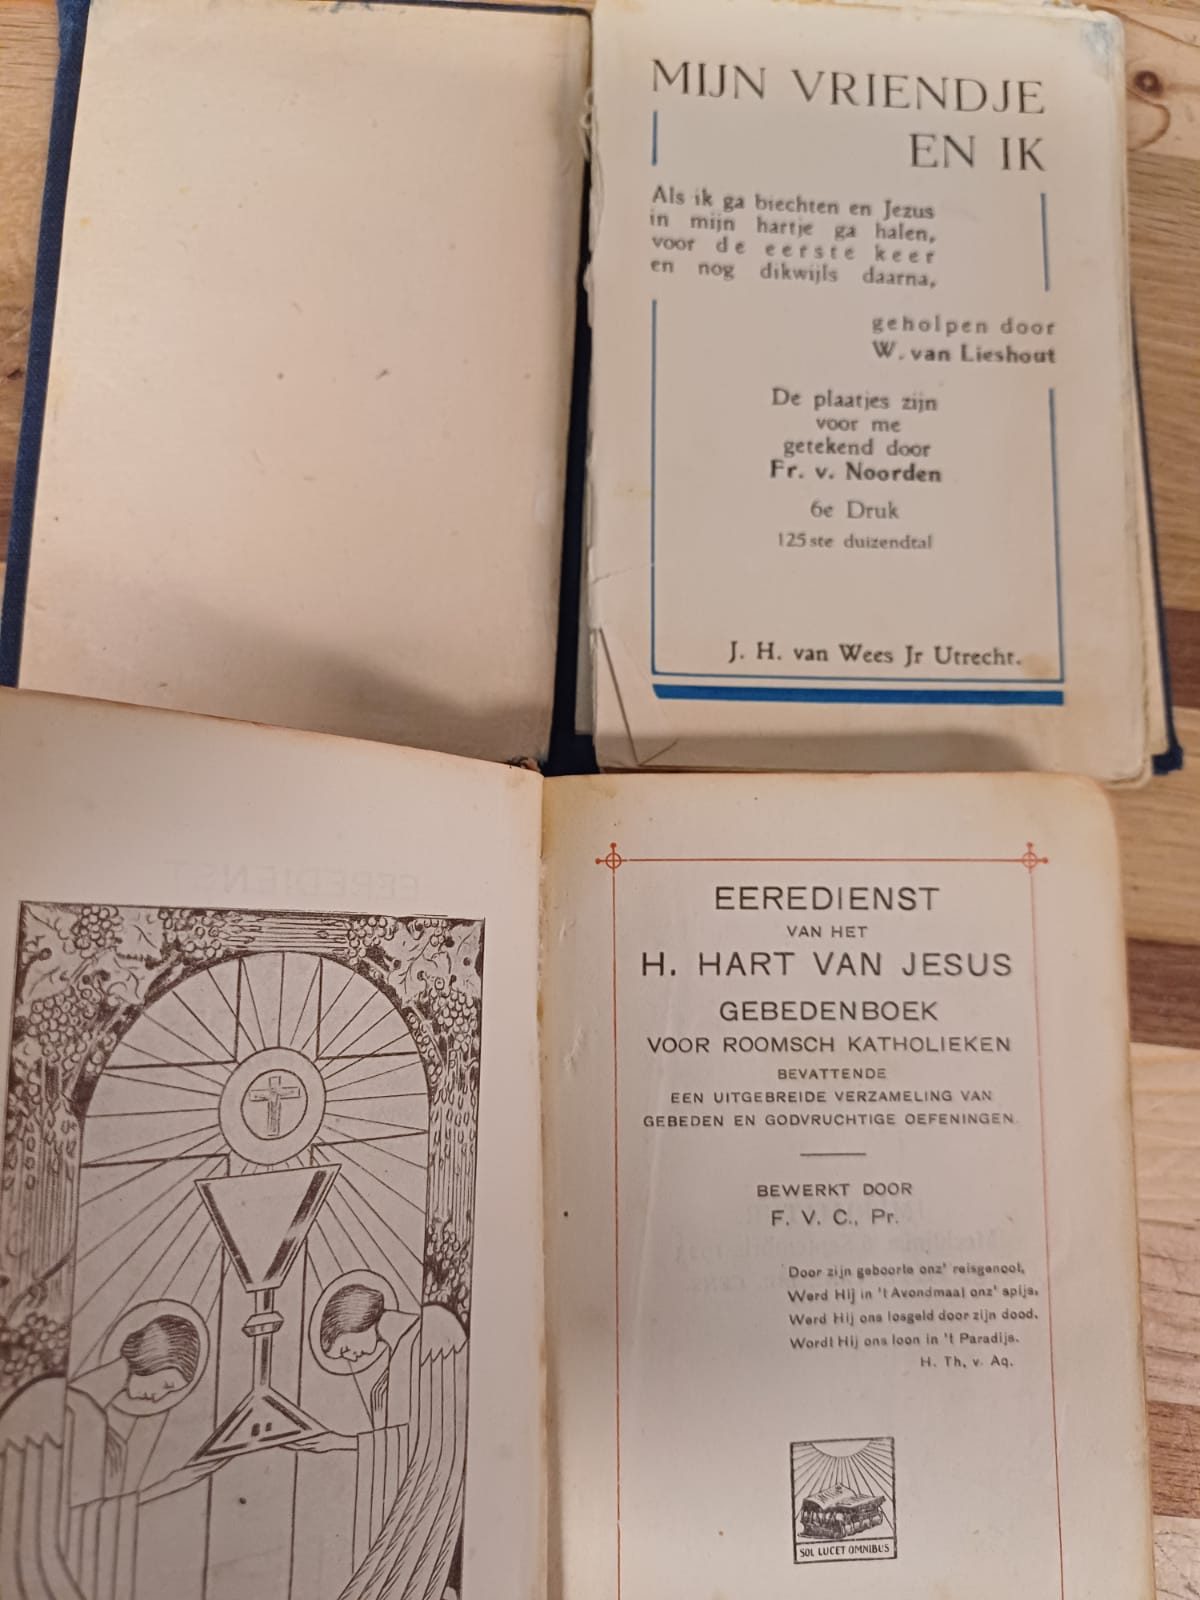 MIJN VRIENDJE
EN IK
Als ik ga biechten en Jezus
in mijn hartje ga halen,
voor de eerste keer
en nog dikwijls daarna,
geholpen door
W. van Lieshout
De plaatjes zijn
voor me
getekend door
Fr. v. Noorden
6e Druk
125ste duizendtal
J. H. van Wees Jr Utrecht.
EEREDIENST
VAN HET
H. HART VAN JESUS
GEBEDENBOEK
VOOR ROOMSCH KATHOLIEKEN
BEVATTENDE
EEN UITGEBREIDE VERZAMELING VAN
GEBEDEN EN GODVRUCHTIGE OEFENINGEN.
BEWERKT DOOR
F. V. C., Pr.
Door zijn geboorte onz' reisgenoot,
Werd Hij in 't Avondmaal onz' spijs,
Werd Hij ons losgeld door zijn dood,
Wordt Hij ons loon in 't Paradijs.
H. Th. v. Aq.
SOL LUCET OMNIBUS